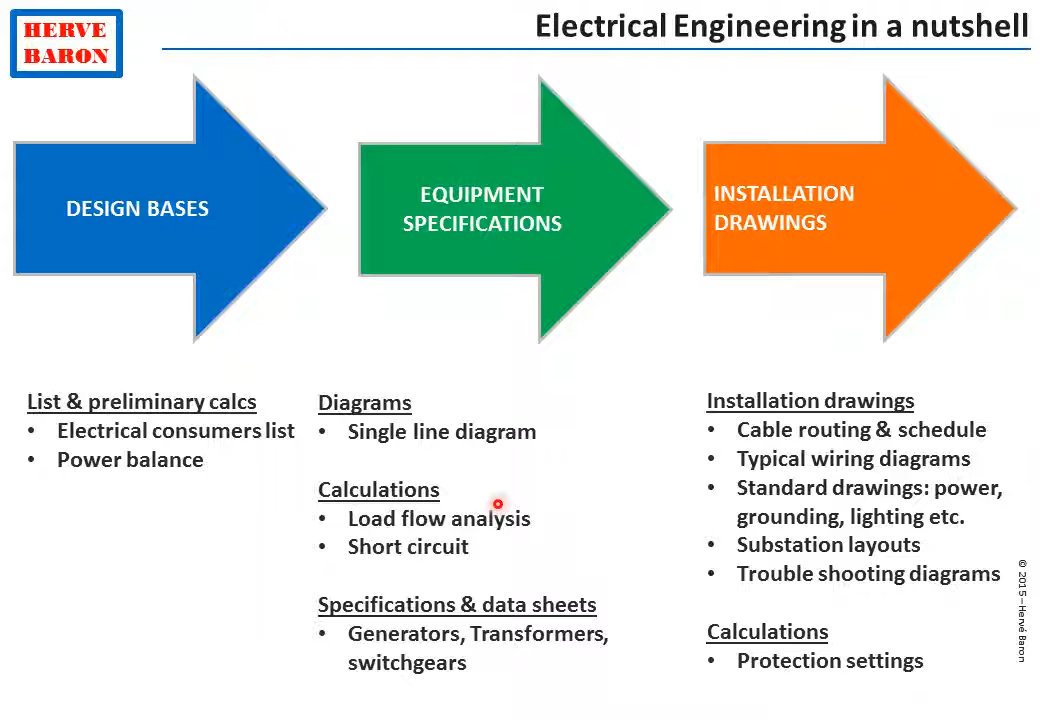 HERVE
BARON
Electrical Engineering in a nutshell
DESIGN BASES
EQUIPMENT
SPECIFICATIONS
INSTALLATION
DRAWINGS
List & preliminary calcs
• Electrical consumers list
• Power balance
Diagrams
• Single line diagram
Calculations
• Load flow analysis
• Short circuit
Specifications & data sheets
• Generators, Transformers,
switchgears
Installation drawings
• Cable routing & schedule
• Typical wiring diagrams
• Standard drawings: power,
grounding, lighting etc.
• Substation layouts
• Trouble shooting diagrams
Calculations
• Protection settings
© 2015 – Hervé Baron